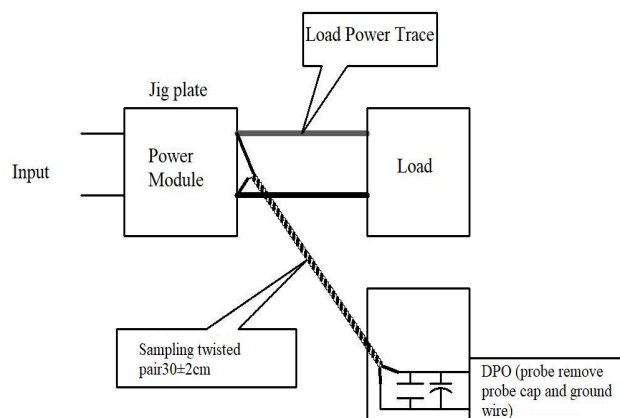 Load Power Trace
Jig plate
Input
Power
Module
Load
Sampling twisted
pair30±2cm
DPO (probe remove
probe cap and ground
wire)